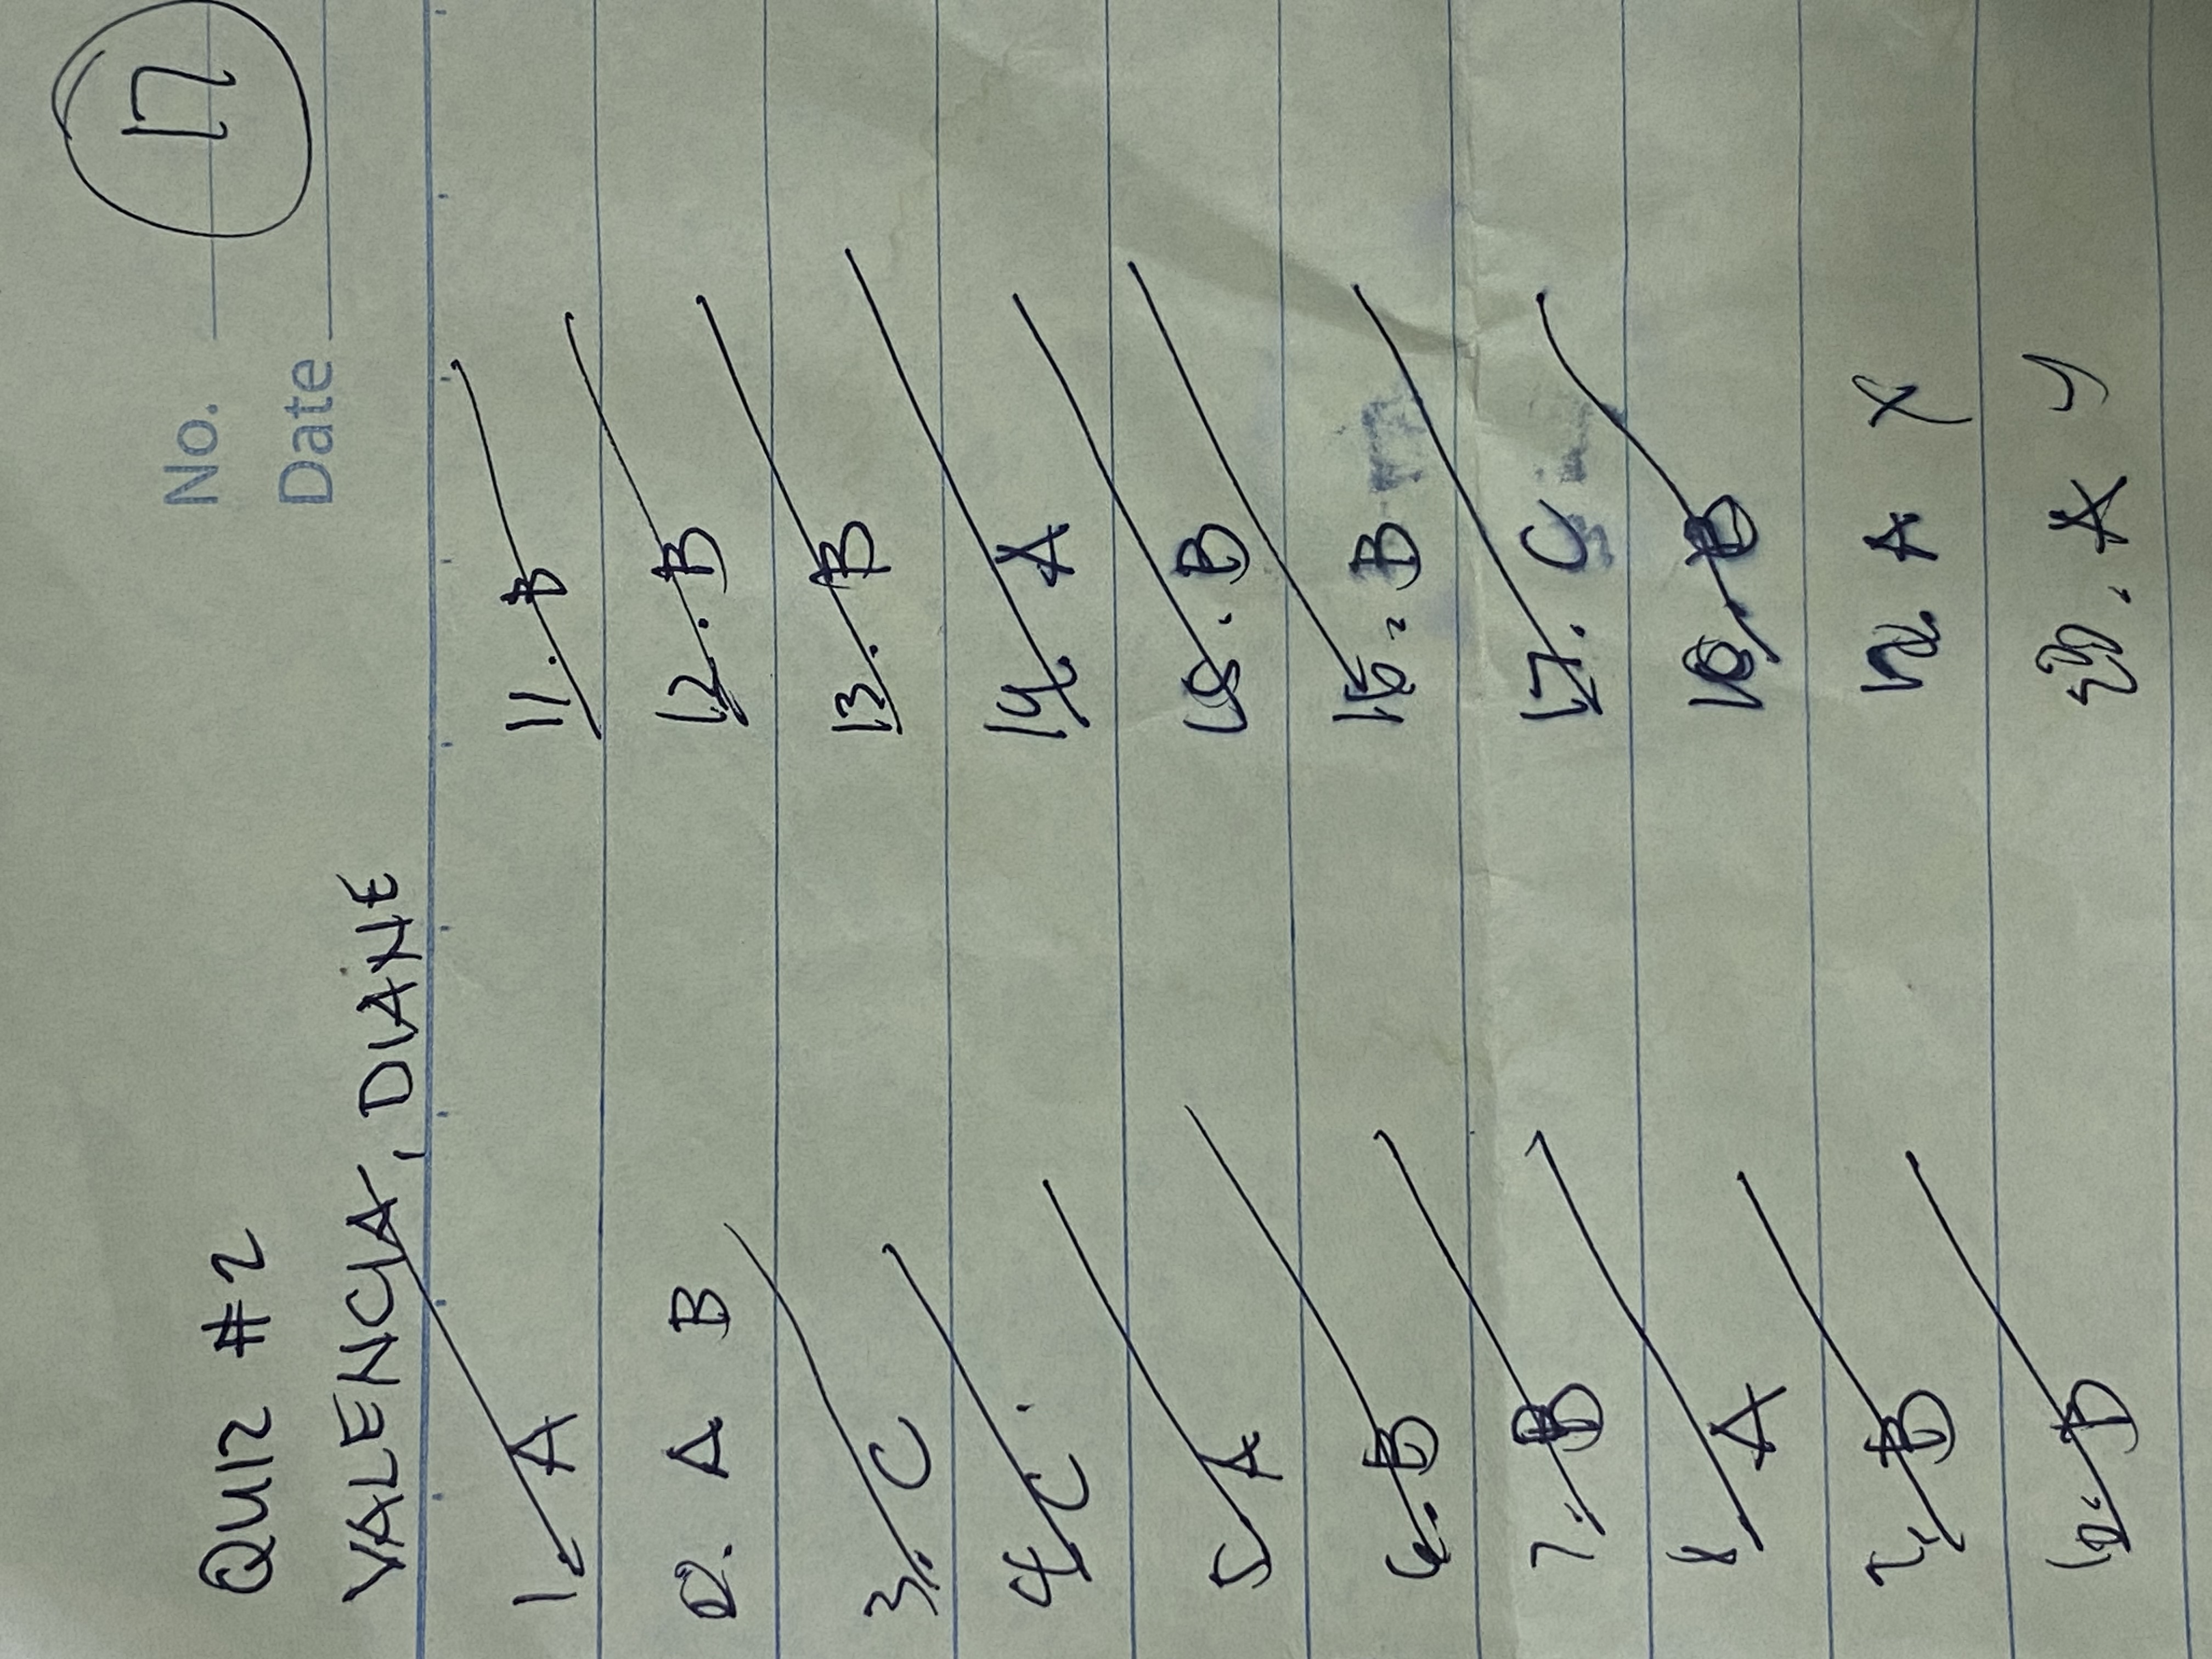 No. 17
QUIZ #2
Date
VALENCIA, DIANE
1. A
2. A B
3. C
4. C
5. A
6. B
7. B
8. A
9. B
10. B
11. B
12. B
13. B
14. A
15. B
16. B
17. C
18. B
19. A X
20. A